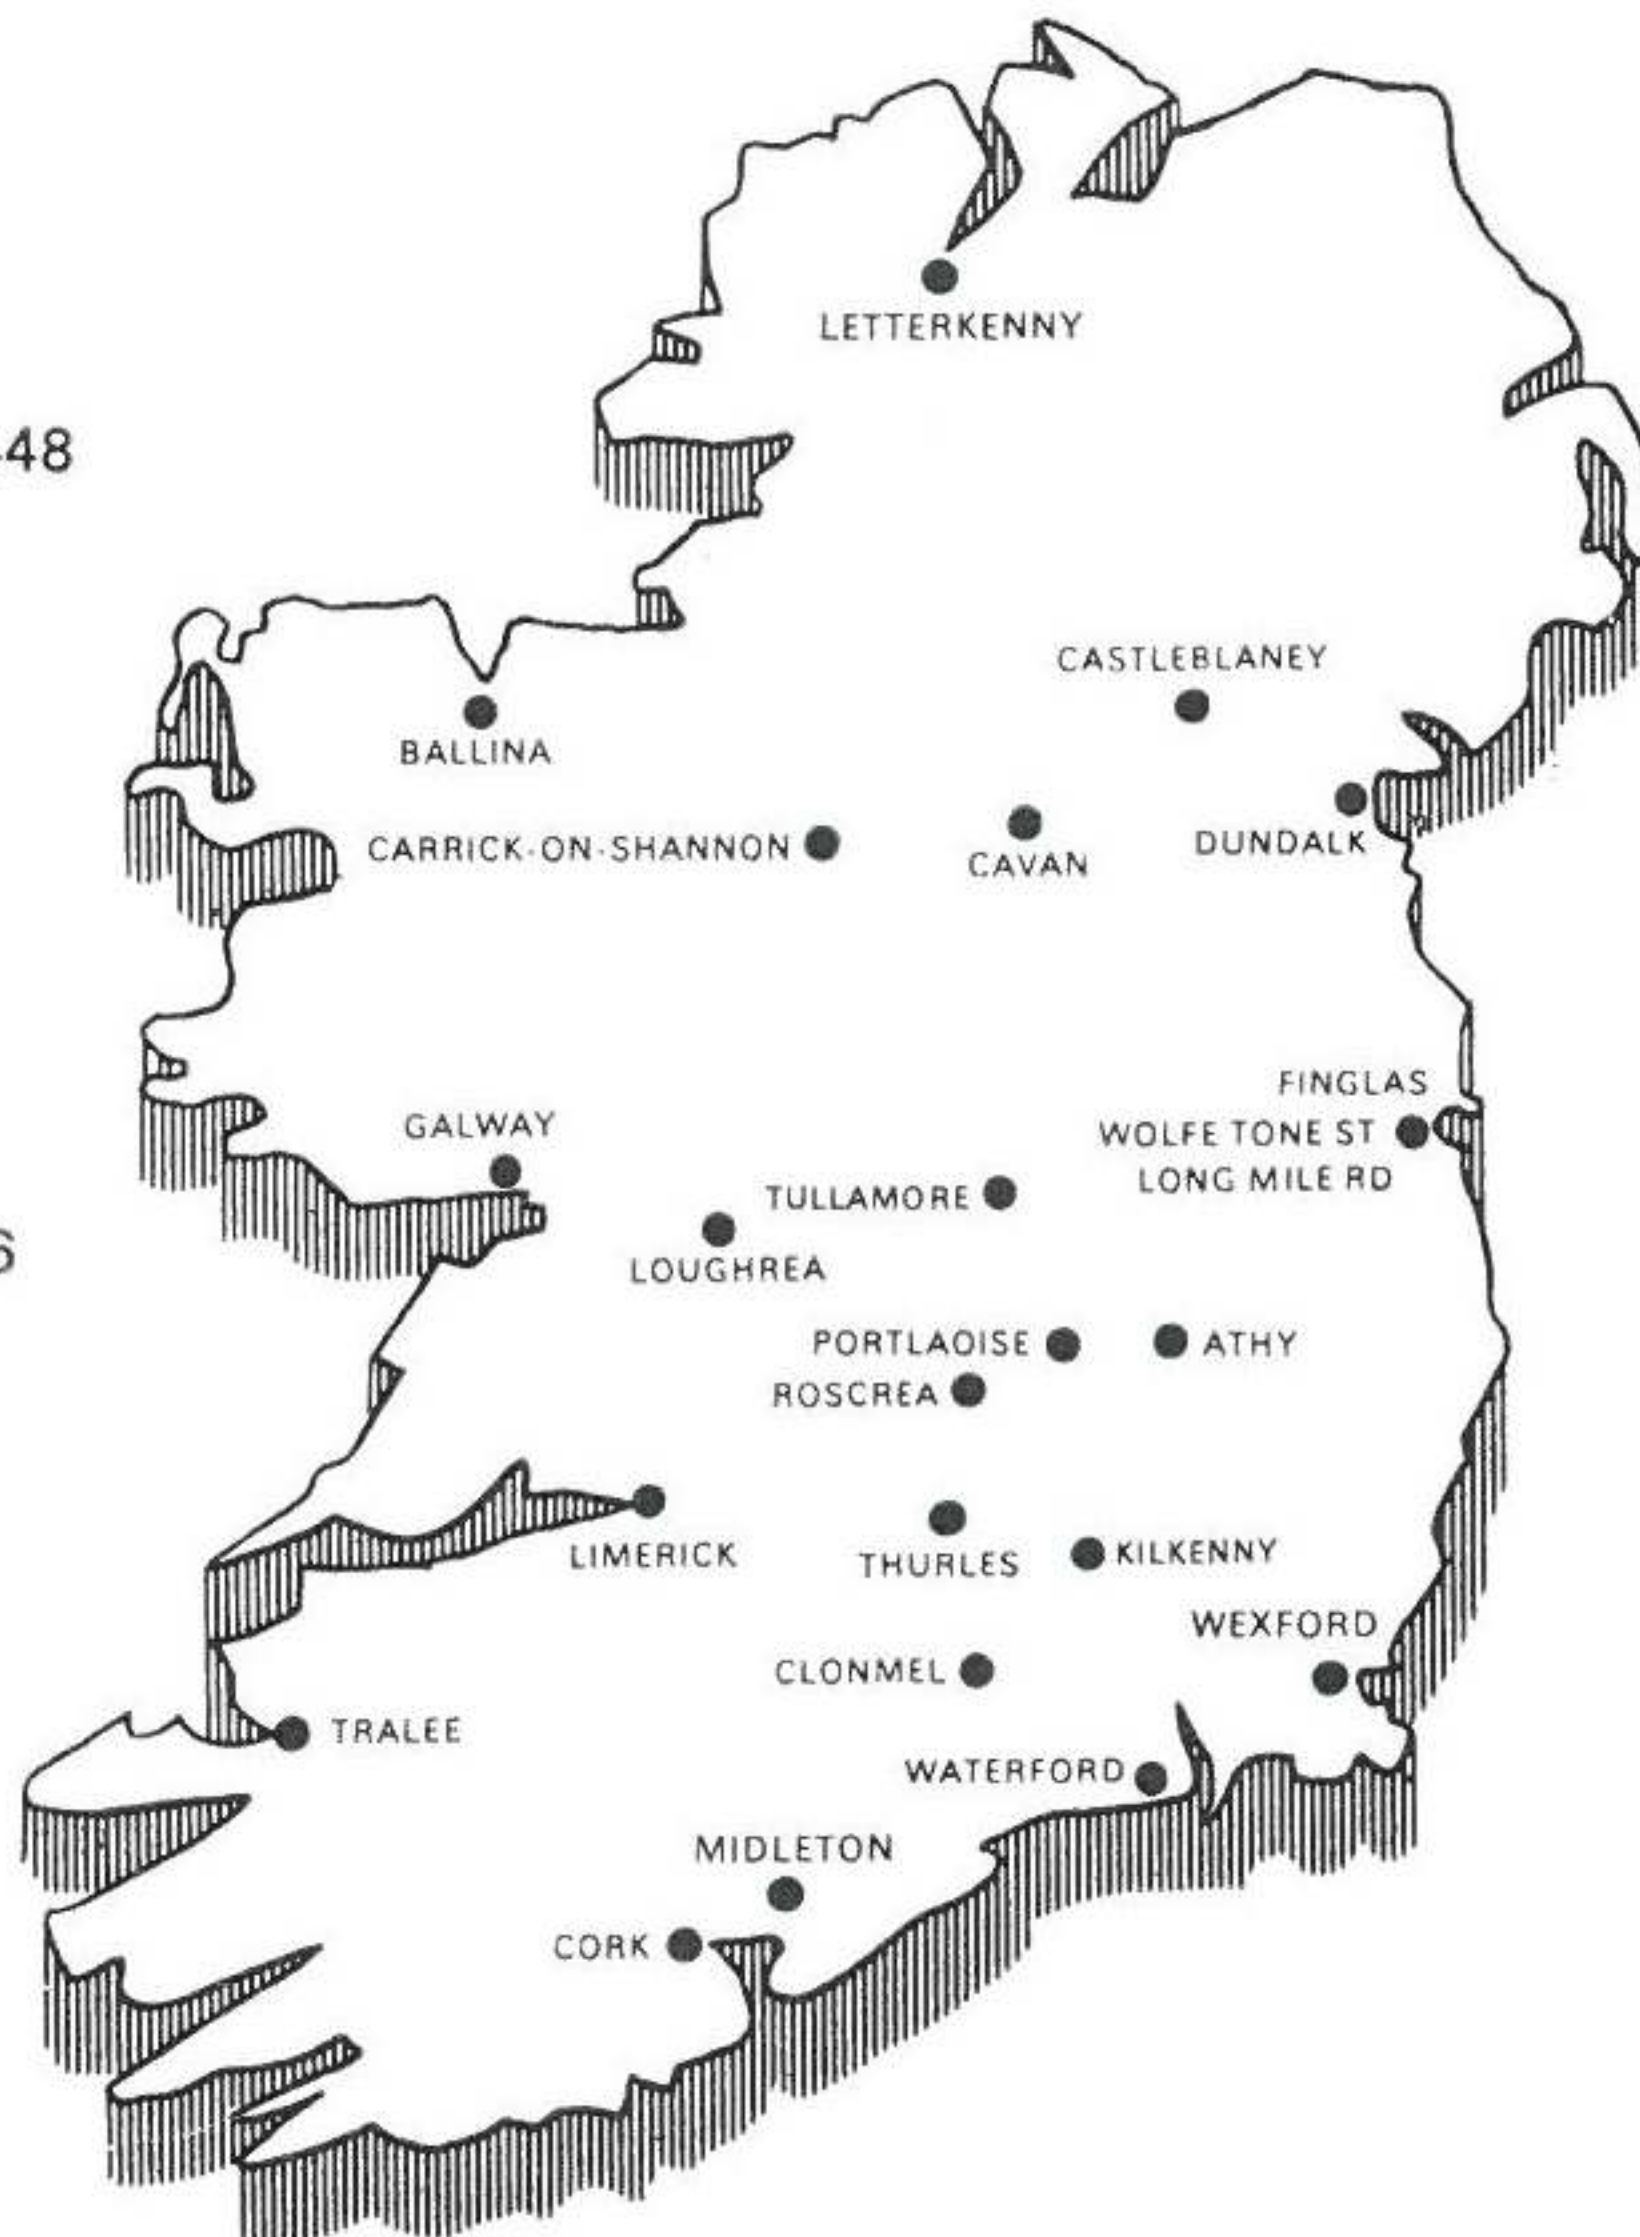 LETTERKENNY
48
CASTLEBLANEY
BALLINA
CARRICK-ON-SHANNON
CAVAN
DUNDALK
FINGLAS
GALWAY
WOLFE TONE ST
LONG MILE RD
TULLAMORE
LOUGHREA
PORTLAOISE
ATHY
ROSCREA
LIMERICK
THURLES
KILKENNY
WEXFORD
CLONMEL
TRALEE
WATERFORD
MIDLETON
CORK